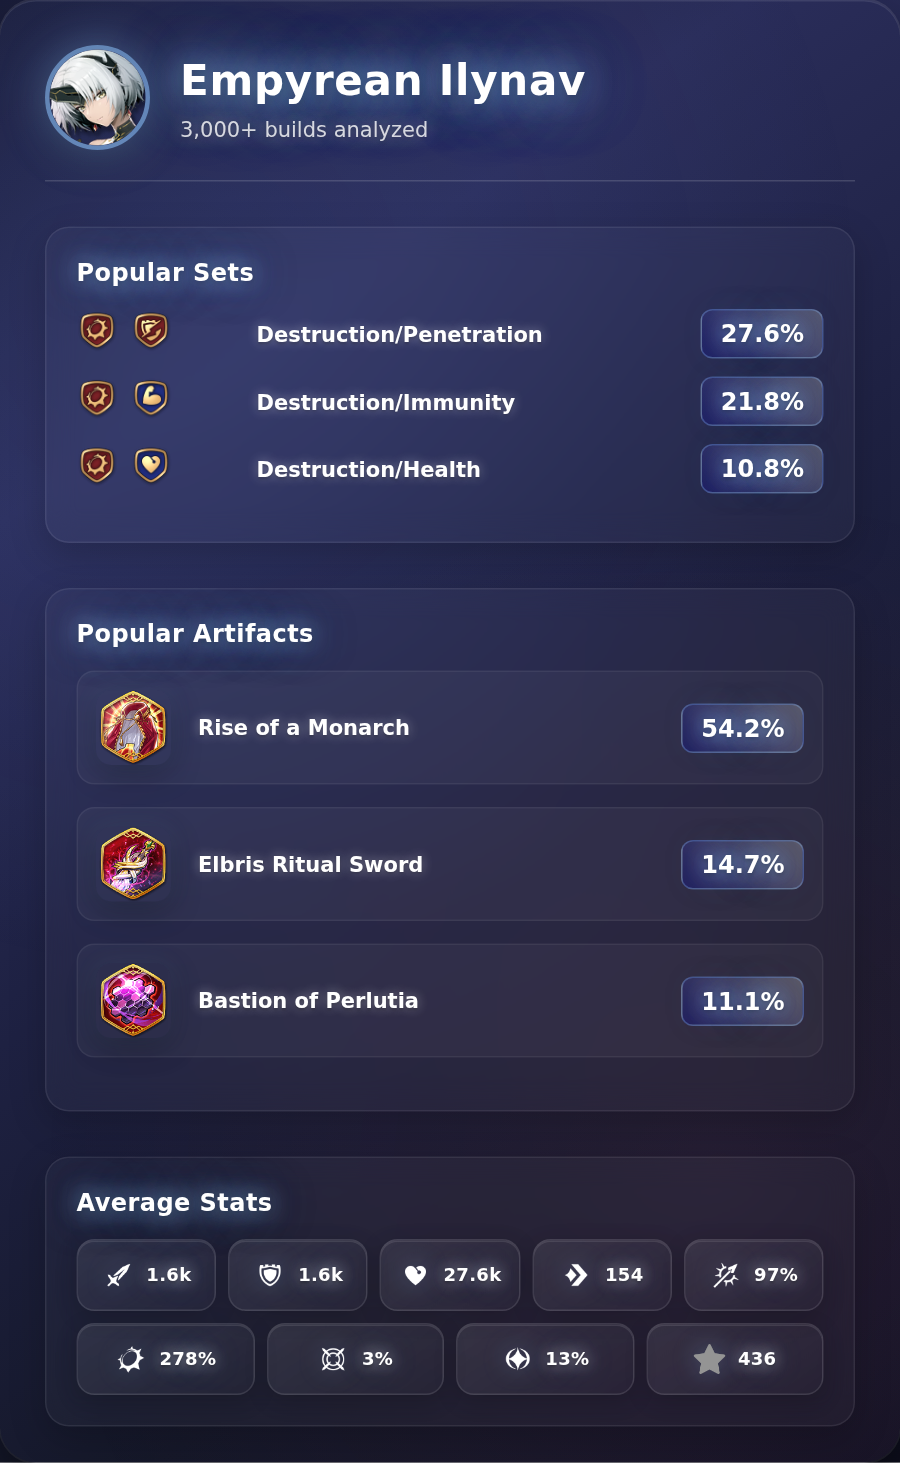 Empyrean Ilynav
3,000+ builds analyzed
Popular Sets
Destruction/Penetration 27.6%
Destruction/Immunity 21.8%
Destruction/Health 10.8%
Popular Artifacts
Rise of a Monarch 54.2%
Elbris Ritual Sword 14.7%
Bastion of Perlutia 11.1%
Average Stats
1.6k 1.6k 27.6k 154 97%
278% 3% 13% 436